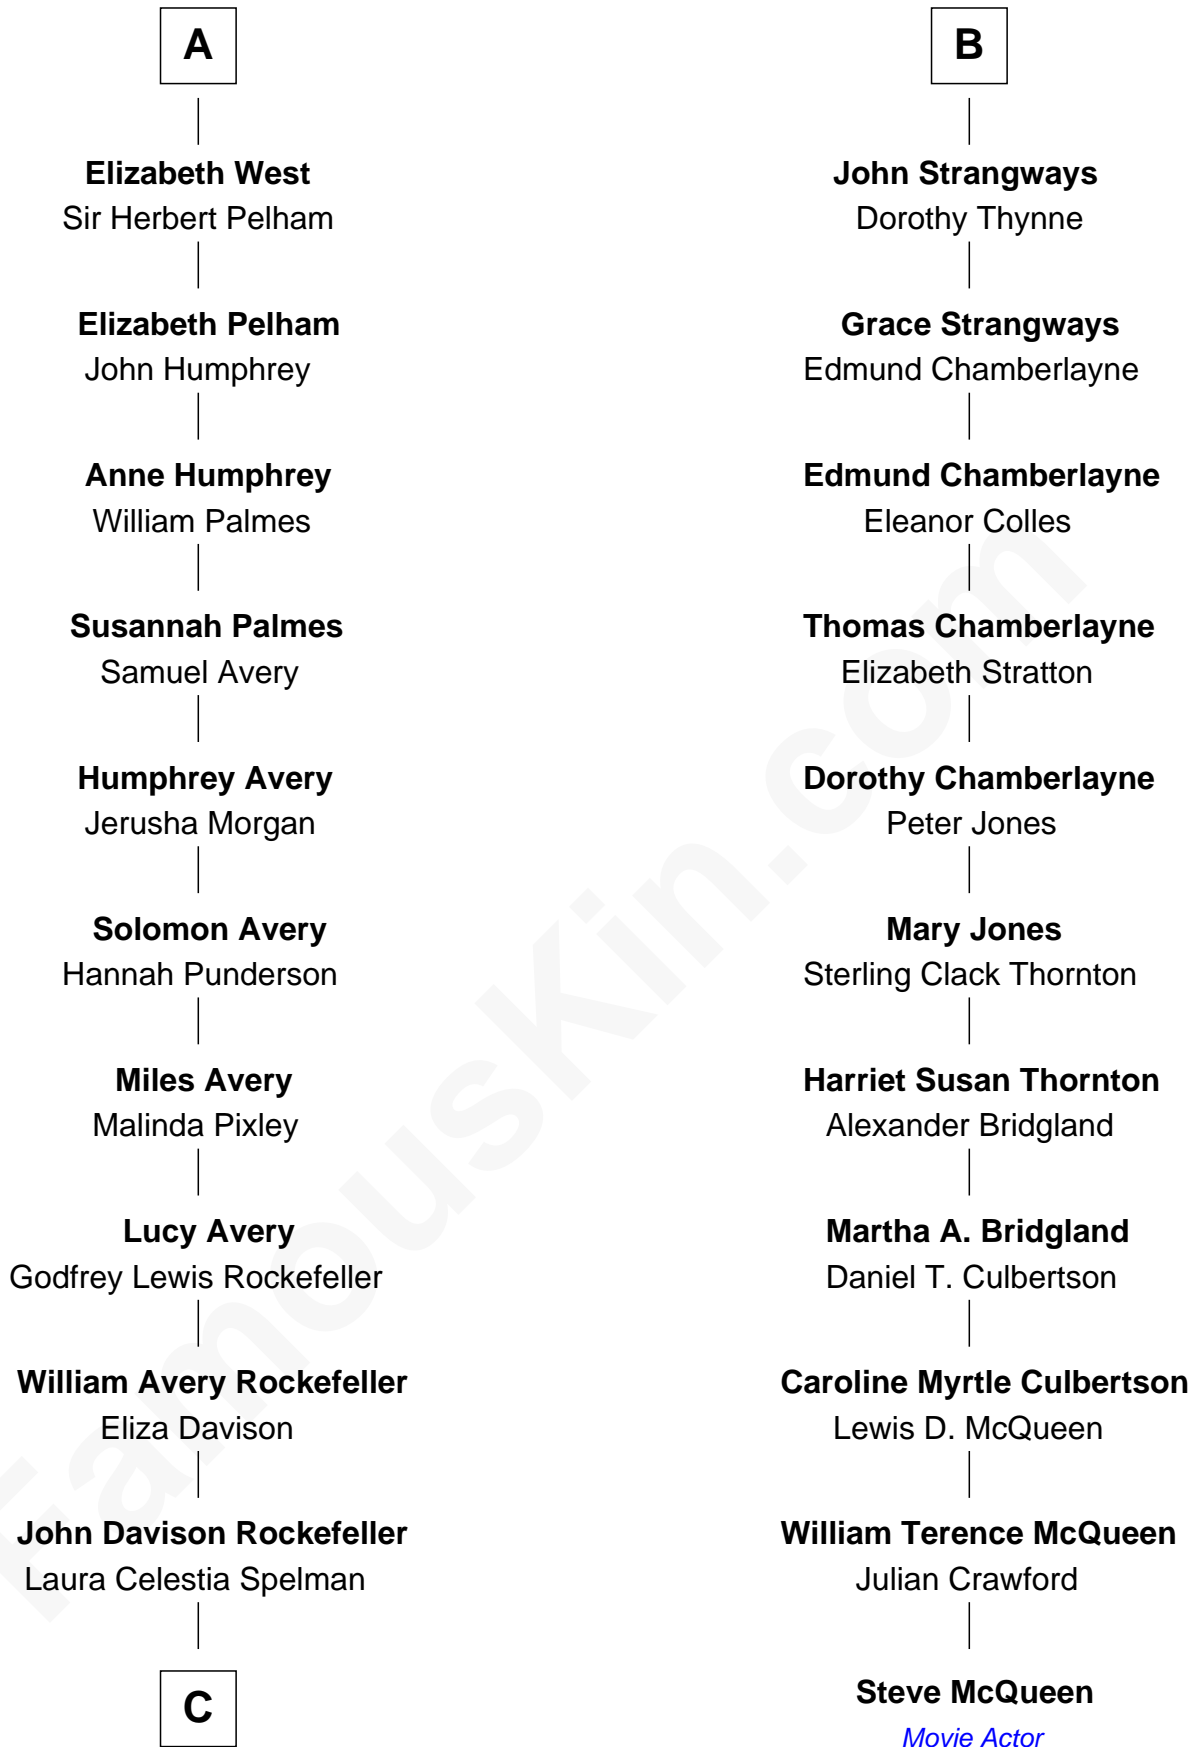 A
Elizabeth West
Sir Herbert Pelham
Elizabeth Pelham
John Humphrey
Anne Humphrey
William Palmes
Susannah Palmes
Samuel Avery
Humphrey Avery
Jerusha Morgan
Solomon Avery
Hannah Punderson
Miles Avery
Malinda Pixley
Lucy Avery
Godfrey Lewis Rockefeller
William Avery Rockefeller
Eliza Davison
John Davison Rockefeller
Laura Celestia Spelman
C
B
John Strangways
Dorothy Thynne
Grace Strangways
Edmund Chamberlayne
Edmund Chamberlayne
Eleanor Colles
Thomas Chamberlayne
Elizabeth Stratton
Dorothy Chamberlayne
Peter Jones
Mary Jones
Sterling Clack Thornton
Harriet Susan Thornton
Alexander Bridgland
Martha A. Bridgland
Daniel T. Culbertson
Caroline Myrtle Culbertson
Lewis D. McQueen
William Terence McQueen
Julian Crawford
Steve McQueen
Movie Actor
FamousKin.com